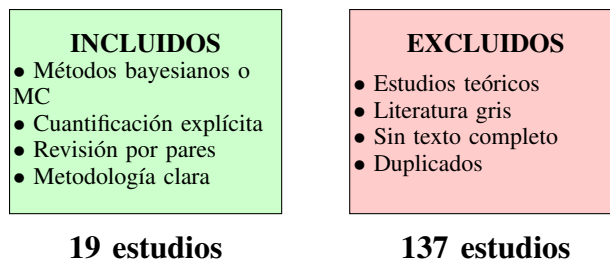 INCLUIDOS
• Métodos bayesianos o
MC
• Cuantificación explícita
• Revisión por pares
• Metodología clara
19 estudios
EXCLUIDOS
• Estudios teóricos
• Literatura gris
• Sin texto completo
• Duplicados
137 estudios